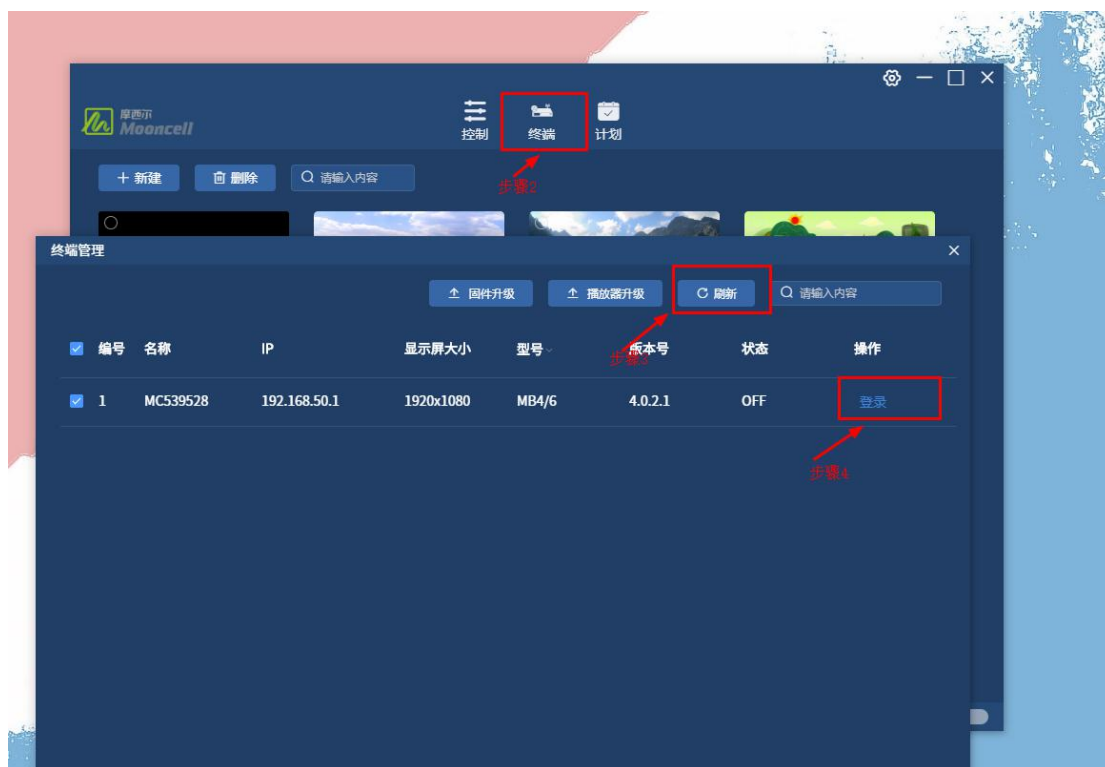 摩西尔
Mooncell
控制
终端
计划
步骤2
新建
删除
请输入内容
终端管理
固件升级
播放器升级
刷新
请输入内容
步骤3
编号 名称 IP 显示屏大小 型号 版本号 状态 操作
1 MC539528 192.168.50.1 1920x1080 MB4/6 4.0.2.1 OFF 登录
步骤4